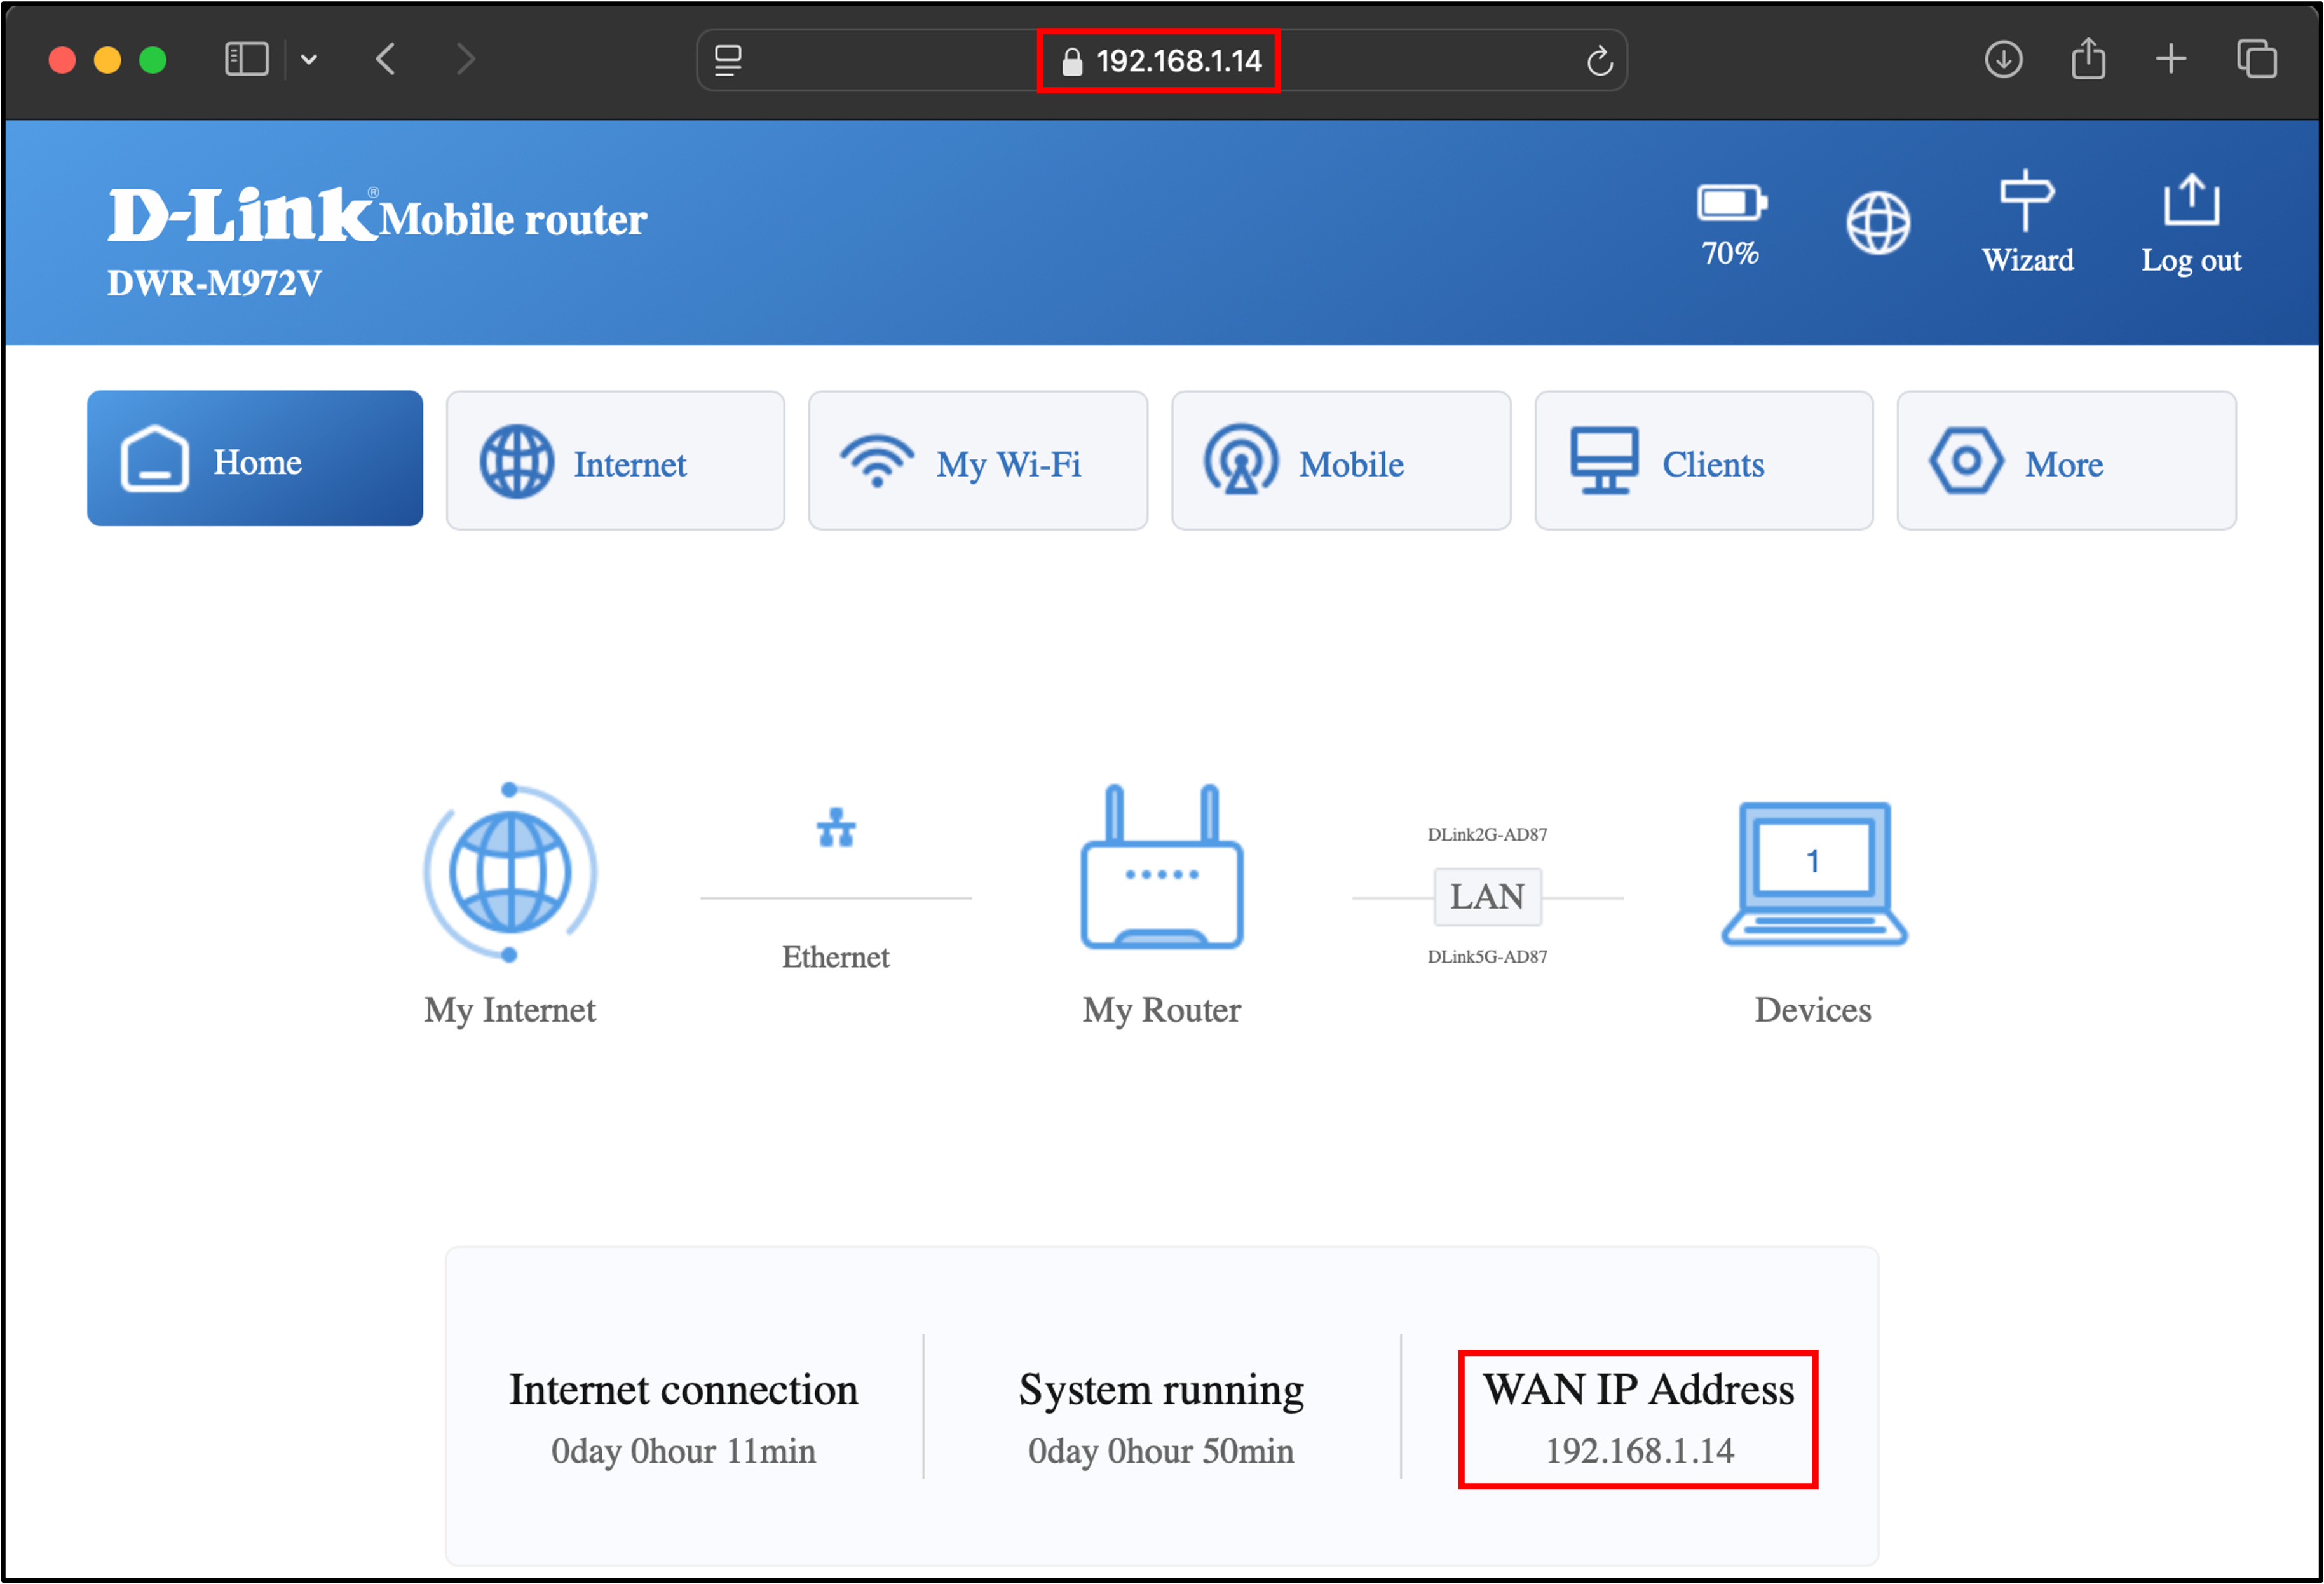 192.168.1.14
D-Link® Mobile router
DWR-M972V
70%
Wizard
Log out
Home
Internet
My Wi-Fi
Mobile
Clients
More
My Internet
Ethernet
My Router
DLink2G-AD87
LAN
DLink5G-AD87
1
Devices
Internet connection
0day 0hour 11min
System running
0day 0hour 50min
WAN IP Address
192.168.1.14